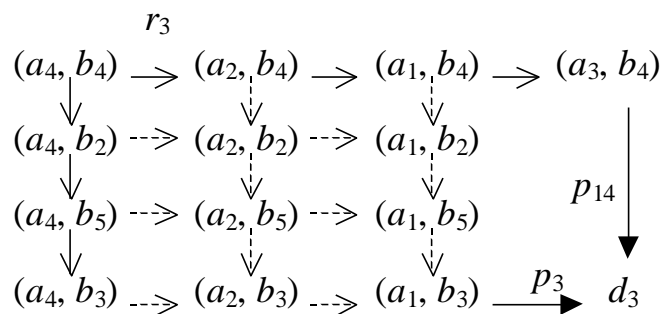 r₃
(a₄, b₄) (a₂, b₄) (a₁, b₄) (a₃, b₄)
(a₄, b₂) (a₂, b₂) (a₁, b₂)
p₁₄
(a₄, b₅) (a₂, b₅) (a₁, b₅)
(a₄, b₃) (a₂, b₃) (a₁, b₃) p₃ d₃